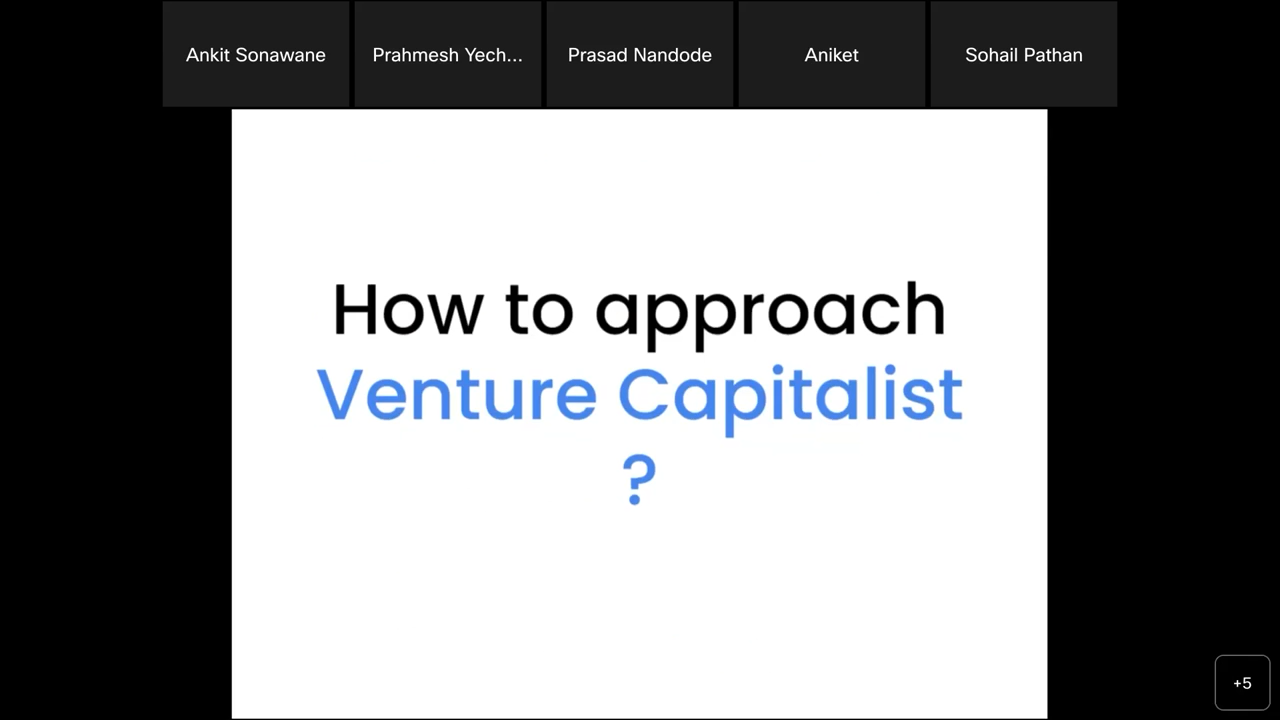 Ankit Sonawane
Prahmesh Yech...
Prasad Nandode
Aniket
Sohail Pathan
How to approach
Venture Capitalist
?
+5